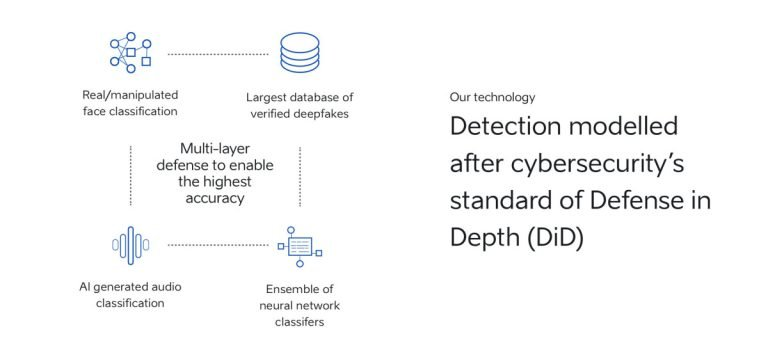 Real/manipulated
face classification
Largest database of
verified deepfakes
Multi-layer
defense to enable
the highest
accuracy
AI generated audio
classification
Ensemble of
neural network
classifers
Our technology
Detection modelled
after cybersecurity's
standard of Defense in
Depth (DiD)